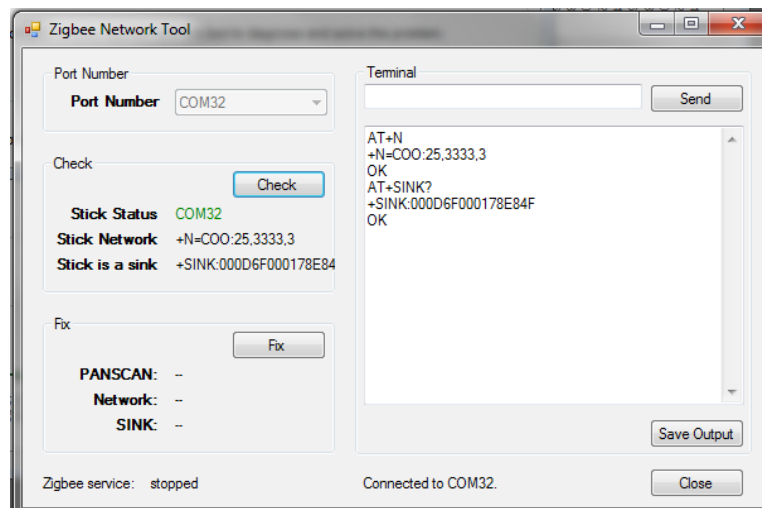 Zigbee Network Tool
Port Number
Port Number COM32
Check
Check
Stick Status COM32
Stick Network +N=COO:25,3333,3
Stick is a sink +SINK:000D6F000178E84
Fix
Fix
PANSCAN: --
Network: --
SINK: --
Zigbee service: stopped
Terminal
Send
AT+N
+N=COO:25,3333,3
OK
AT+SINK?
+SINK:000D6F000178E84F
OK
Save Output
Connected to COM32.
Close